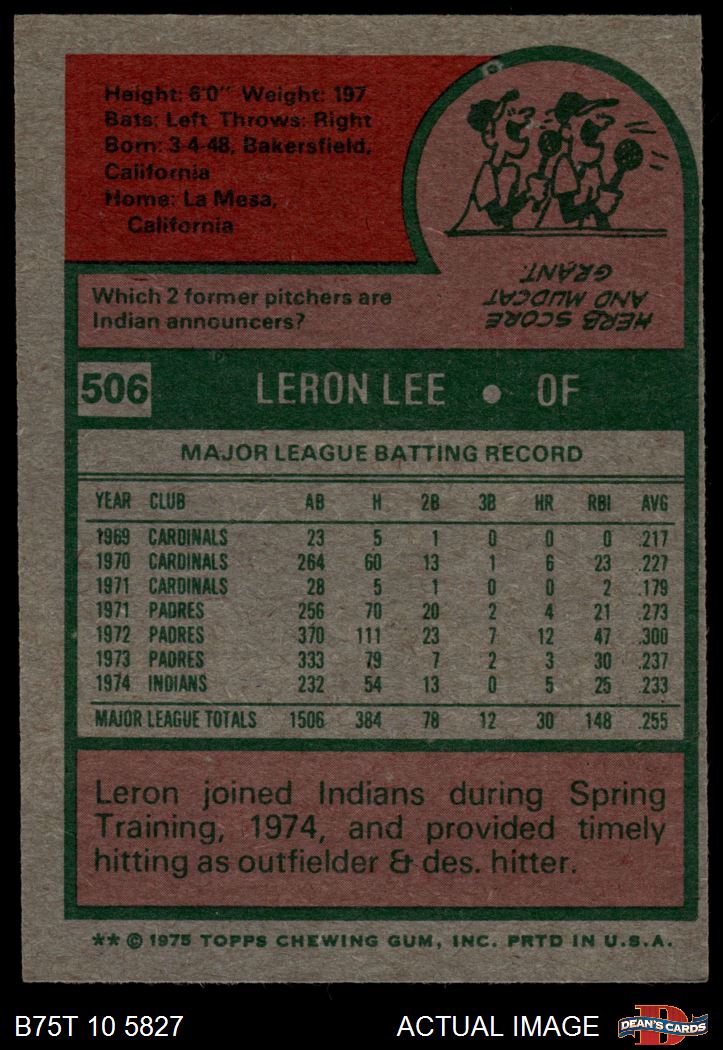 Height: 6'0" Weight: 197
Bats: Left Throws: Right
Born: 3-4-48, Bakersfield,
California
Home: La Mesa,
California
Which 2 former pitchers are
Indian announcers?
HERB SCORE
AND MUDCAT
GRANT.
506 LERON LEE • OF
MAJOR LEAGUE BATTING RECORD
YEAR CLUB AB H 2B 3B HR RBI AVG
1969 CARDINALS 23 5 1 0 0 0 .217
1970 CARDINALS 264 60 13 1 6 23 .227
1971 CARDINALS 28 5 1 0 0 2 .179
1971 PADRES 256 70 20 2 4 21 .273
1972 PADRES 370 111 23 7 12 47 .300
1973 PADRES 333 79 7 2 3 30 .237
1974 INDIANS 232 54 13 0 5 25 .233
MAJOR LEAGUE TOTALS 1506 384 78 12 30 148 .255
Leron joined Indians during Spring
Training, 1974, and provided timely
hitting as outfielder & des. hitter.
** © 1975 TOPPS CHEWING GUM, INC. PRTD IN U.S.A.
B75T 10 5827 ACTUAL IMAGE D DEAN'S CARDS